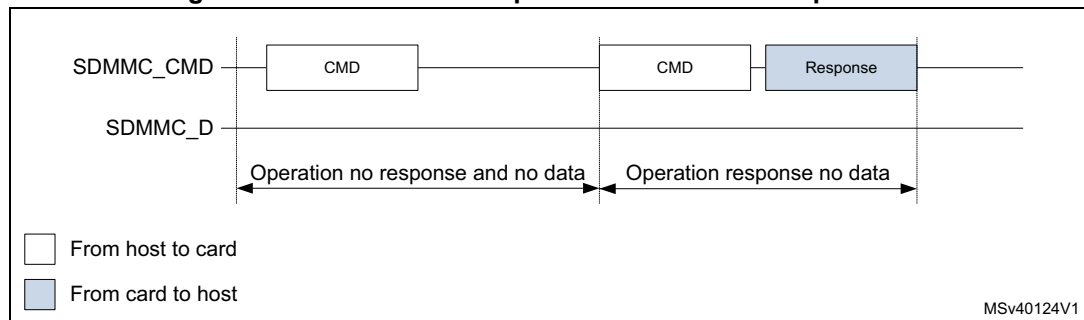 SDMMC_CMD
CMD
CMD
Response
SDMMC_D
Operation no response and no data
Operation response no data
From host to card
From card to host
MSv40124V1